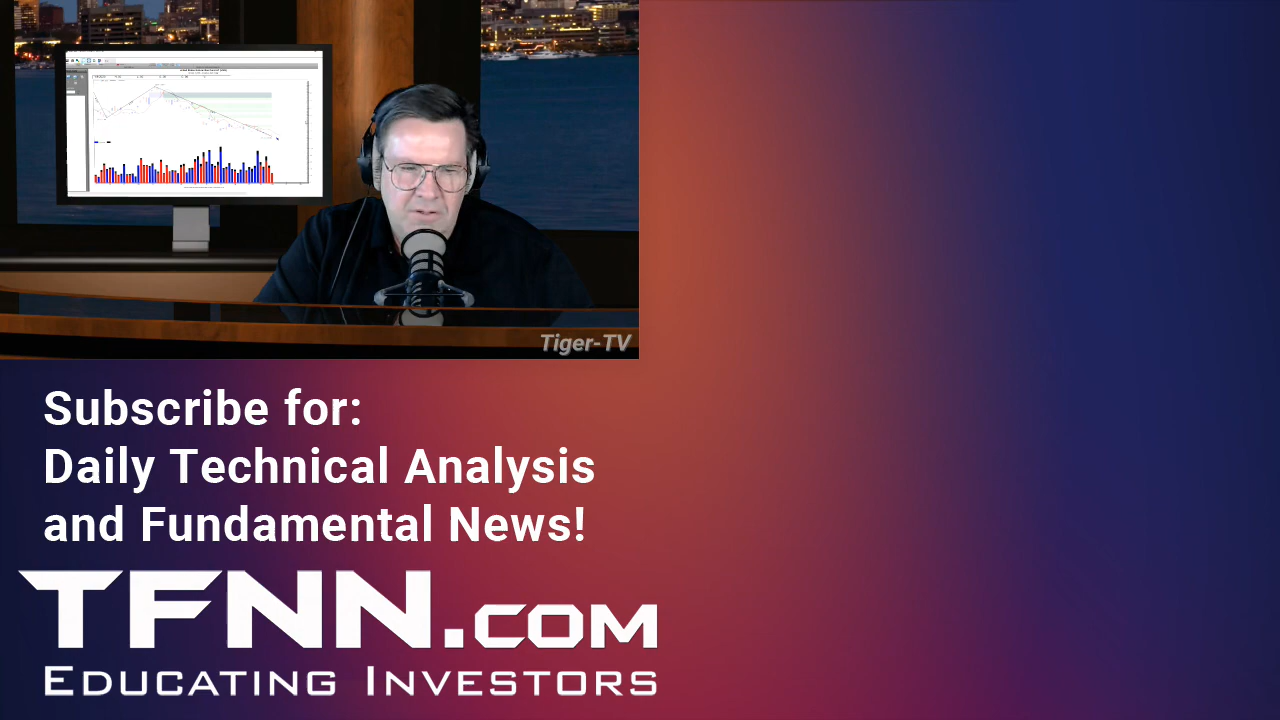 Tiger-TV
Subscribe for:
Daily Technical Analysis
and Fundamental News!
TFNN.COM
EDUCATING INVESTORS